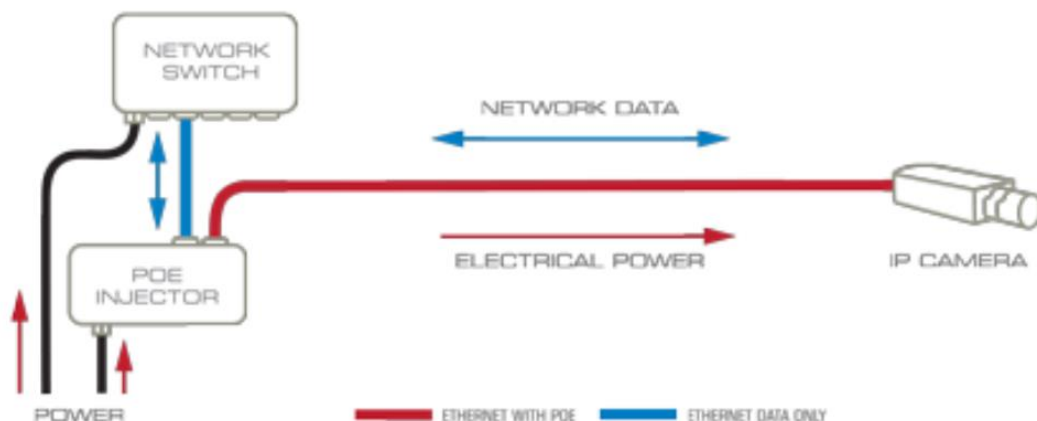 NETWORK
SWITCH
NETWORK DATA
POE
INJECTOR
ELECTRICAL POWER
IP CAMERA
POWER
ETHERNET WITH POE
ETHERNET DATA ONLY